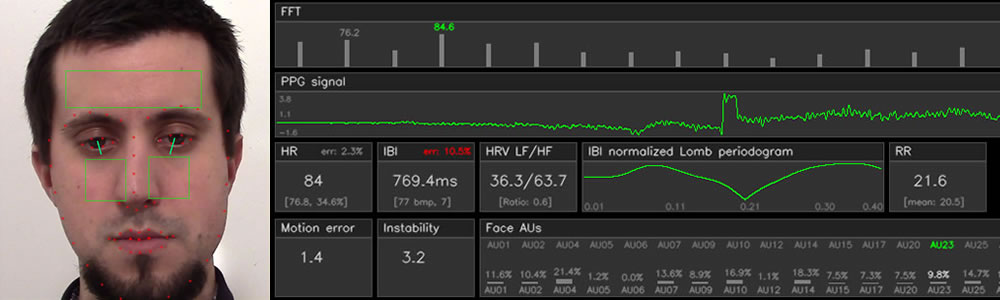 FFT
76.2 84.6
PPG signal
3.8
1.1
-1.6
HR err: 2.3%
84
[76.8, 34.6%]
IBI err: 10.5%
769.4ms
[77 bmp, 7]
HRV LF/HF
36.3/63.7
[Ratio: 0.6]
IBI normalized Lomb periodogram
0.01 0.11 0.21 0.30 0.40
RR
21.6
[mean: 20.5]
Motion error
1.4
Instability
3.2
Face AUs
AU01 AU02 AU04 AU05 AU06 AU07 AU09 AU10 AU12 AU14 AU15 AU17 AU20 AU23 AU25
11.6% 10.4% 21.4% 1.2% 0.0% 13.6% 8.9% 16.9% 1.1% 18.3% 7.5% 7.3% 7.5% 9.8% 14.7%
AU01 AU02 AU04 AU05 AU06 AU07 AU09 AU10 AU12 AU14 AU15 AU17 AU20 AU23 AU25